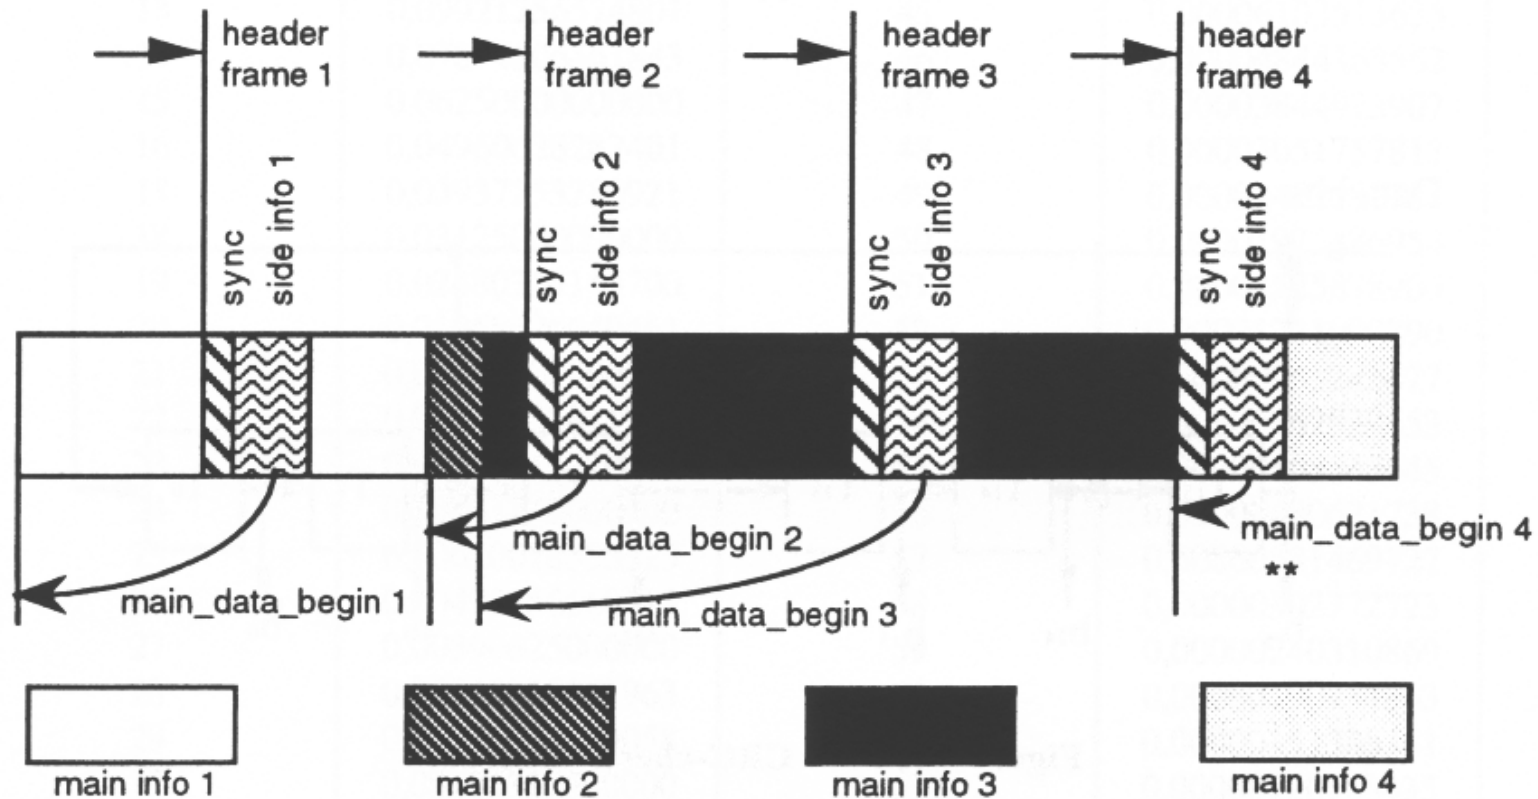 header
frame 1
header
frame 2
header
frame 3
header
frame 4
sync
side info 1
sync
side info 2
sync
side info 3
sync
side info 4
main_data_begin 1
main_data_begin 2
main_data_begin 3
main_data_begin 4
**
main info 1
main info 2
main info 3
main info 4